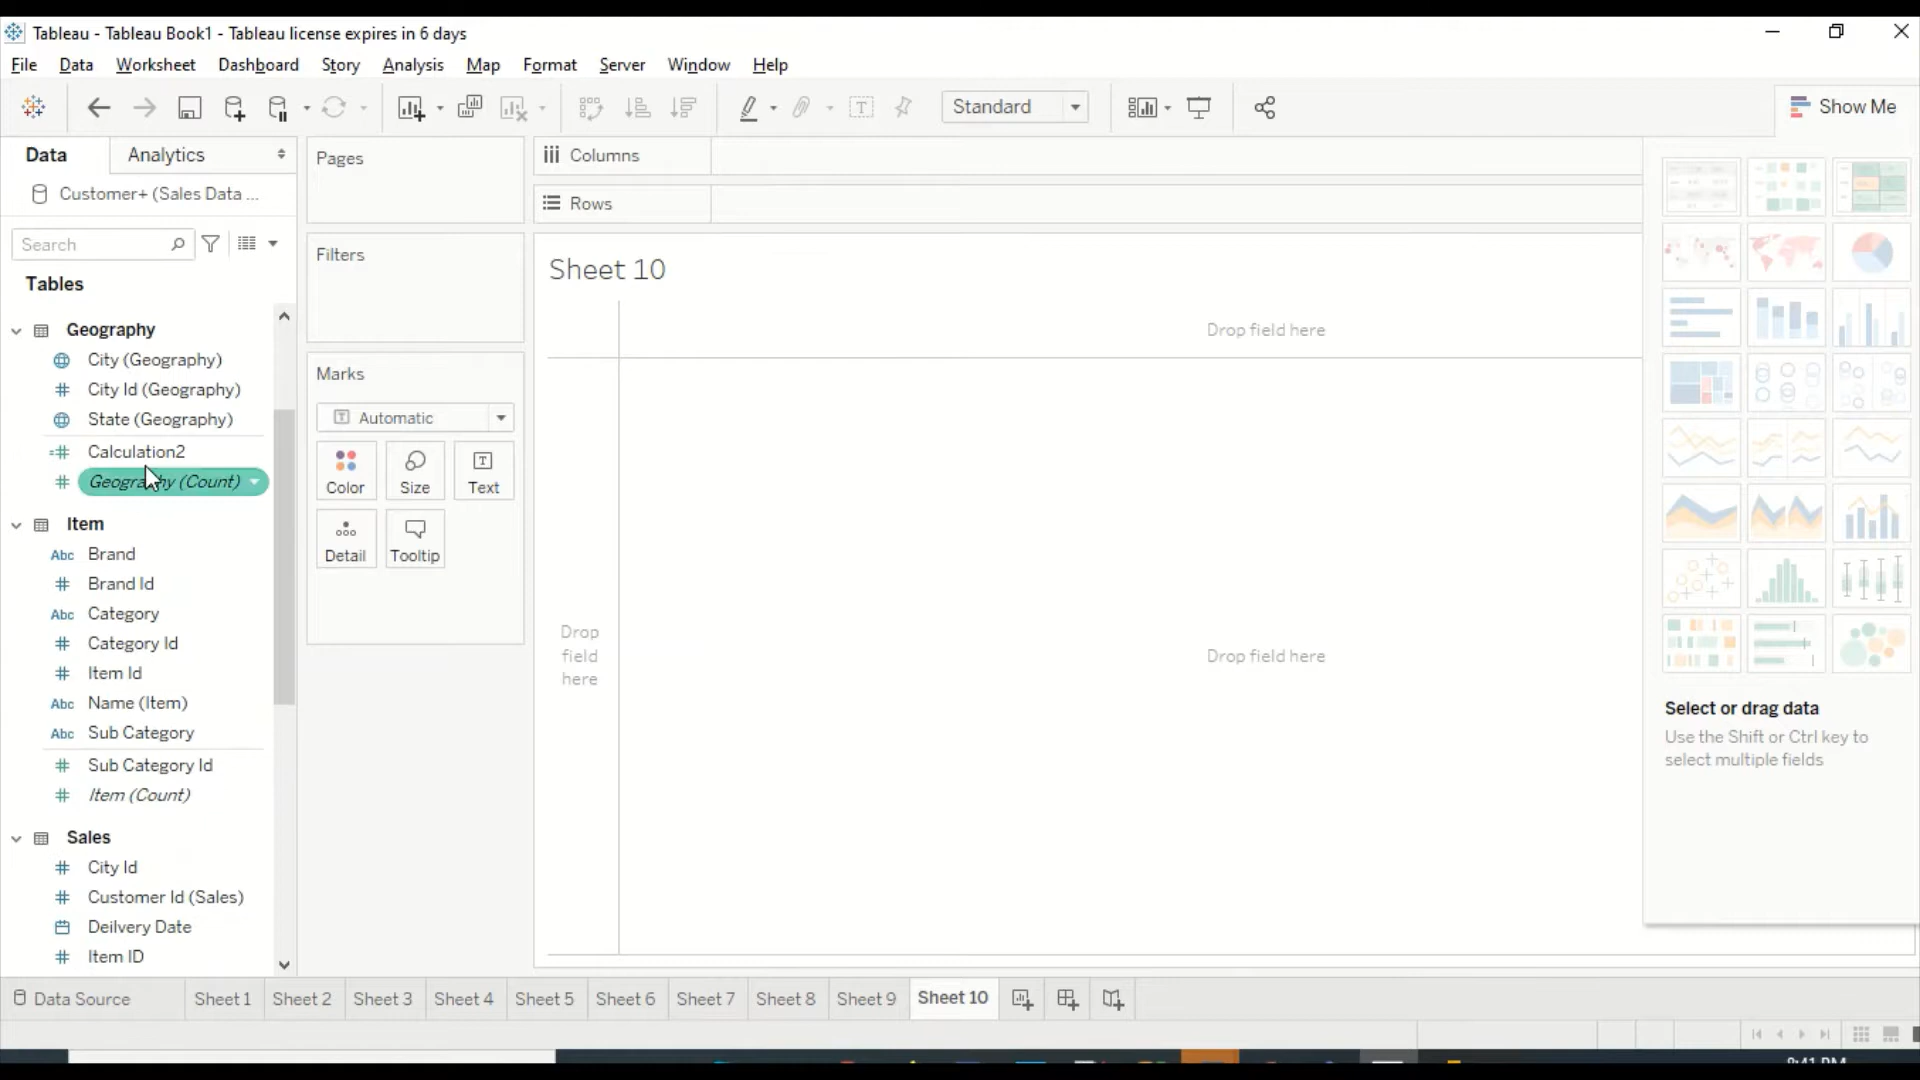 Tableau - Tableau Book1 - Tableau license expires in 6 days
File Data Worksheet Dashboard Story Analysis Map Format Server Window Help
Standard
Show Me
Data Analytics
Customer+ (Sales Data ...
Search
Tables
Geography
City (Geography)
City Id (Geography)
State (Geography)
Calculation2
Geography (Count)
Item
Abc Brand
Brand Id
Abc Category
Category Id
Item Id
Abc Name (Item)
Abc Sub Category
Sub Category Id
Item (Count)
Sales
City Id
Customer Id (Sales)
Deilvery Date
Item ID
Pages
Filters
Marks
Automatic
Color Size Text
Detail Tooltip
Columns
Rows
Sheet 10
Drop field here
Drop
field
here
Drop field here
Select or drag data
Use the Shift or Ctrl key to
select multiple fields
Data Source Sheet 1 Sheet 2 Sheet 3 Sheet 4 Sheet 5 Sheet 6 Sheet 7 Sheet 8 Sheet 9 Sheet 10
8:41 PM